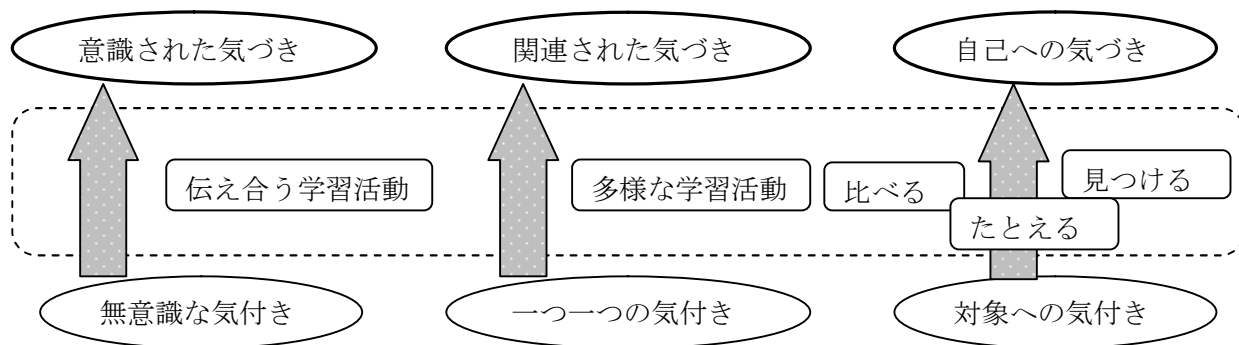 意識された気づき
関連された気づき
自己への気づき
伝え合う学習活動
多様な学習活動
比べる
見つける
たとえる
無意識な気付き
一つ一つの気付き
対象への気付き